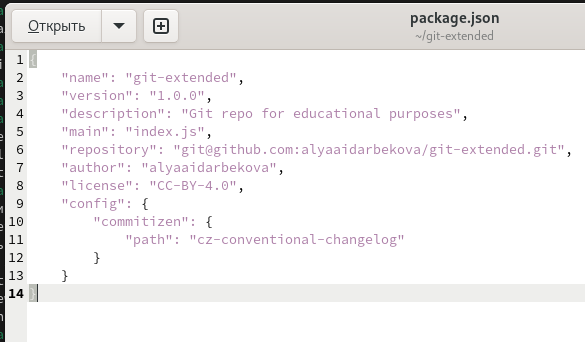 Открыть
package.json
~/git-extended
1 {
2     "name": "git-extended",
3     "version": "1.0.0",
4     "description": "Git repo for educational purposes",
5     "main": "index.js",
6     "repository": "git@github.com:alyaaidarbekova/git-extended.git",
7     "author": "alyaaidarbekova",
8     "license": "CC-BY-4.0",
9     "config": {
10         "commitizen": {
11             "path": "cz-conventional-changelog"
12         }
13     }
14 }